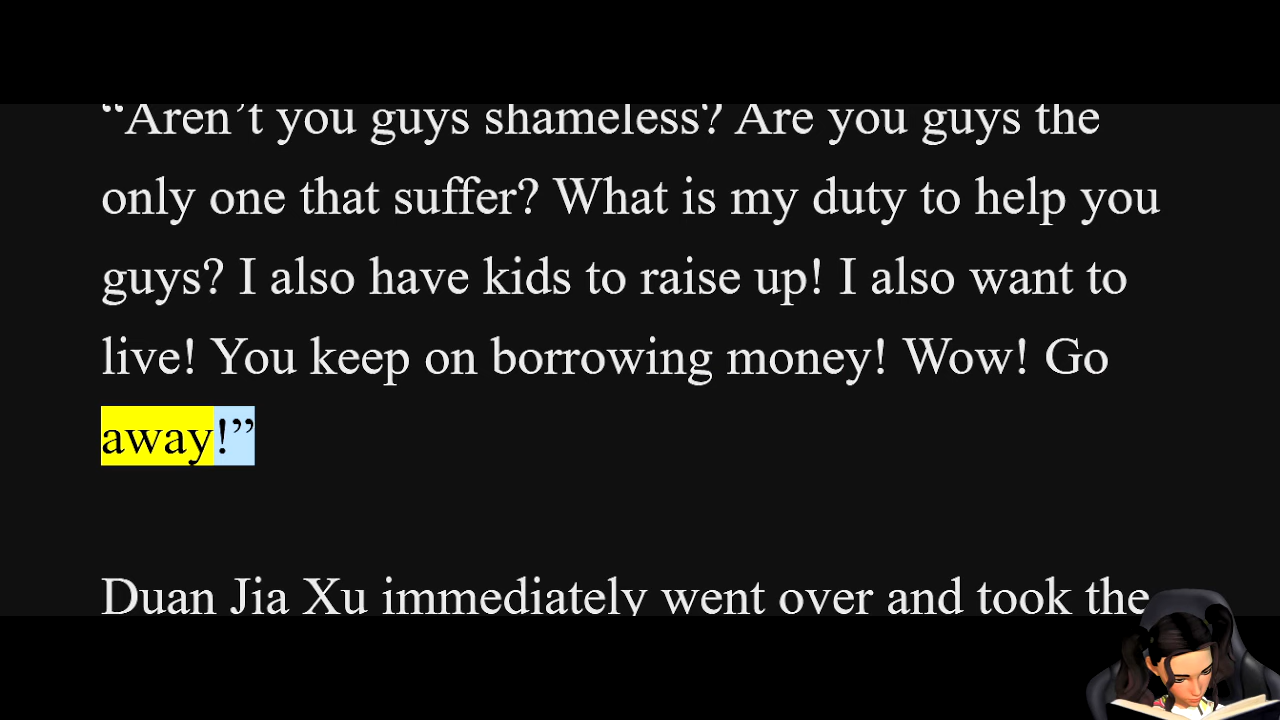 “Aren’t you guys shameless? Are you guys the
only one that suffer? What is my duty to help you
guys? I also have kids to raise up! I also want to
live! You keep on borrowing money! Wow! Go
away!”
Duan Jia Xu immediately went over and took the